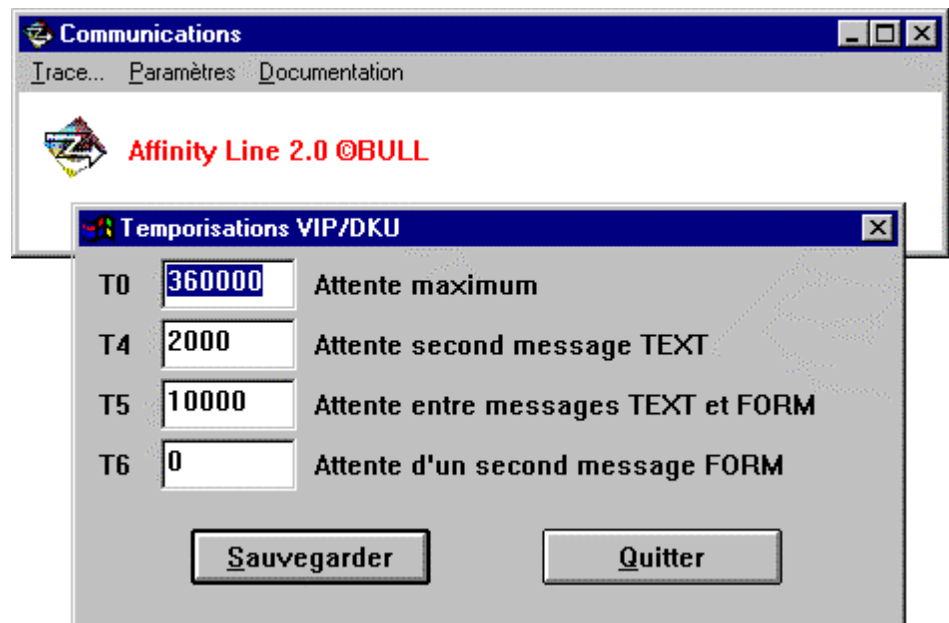 Communications
Trace... Paramètres Documentation
Affinity Line 2.0 ©BULL
Temporisations VIP/DKU
T0 360000 Attente maximum
T4 2000 Attente second message TEXT
T5 10000 Attente entre messages TEXT et FORM
T6 0 Attente d'un second message FORM
Sauvegarder Quitter